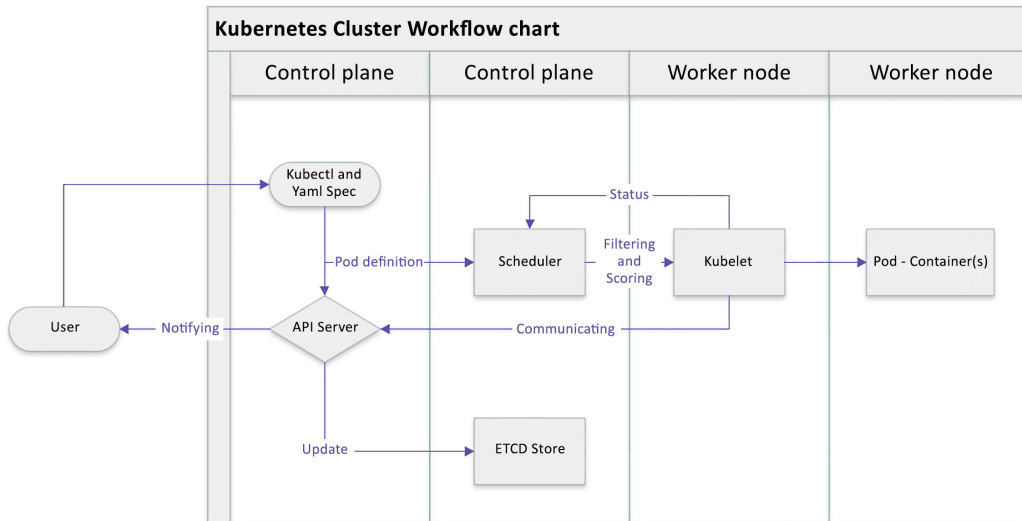 Kubernetes Cluster Workflow chart
Control plane
Control plane
Worker node
Worker node
Kubectl and
Yaml Spec
Status
Pod definition
Scheduler
Filtering
and
Scoring
Kubelet
Pod - Container(s)
User
Notifying
API Server
Communicating
Update
ETCD Store